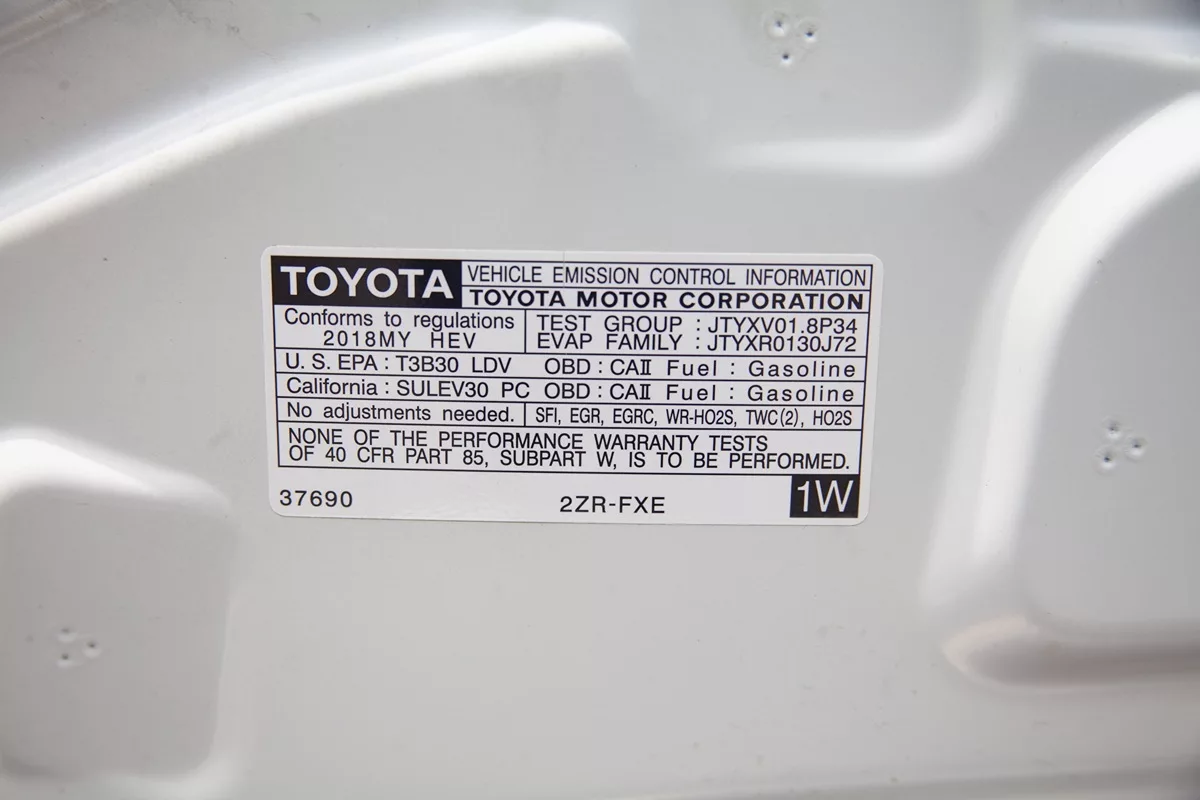 TOYOTA VEHICLE EMISSION CONTROL INFORMATION
TOYOTA MOTOR CORPORATION
Conforms to regulations
2018MY HEV
TEST GROUP : JTYXV01.8P34
EVAP FAMILY : JTYXR0130J72
U.S. EPA : T3B30 LDV OBD : CAII Fuel : Gasoline
California : SULEV30 PC OBD : CAII Fuel : Gasoline
No adjustments needed. SFI, EGR, EGRC, WR-HO2S, TWC(2), HO2S
NONE OF THE PERFORMANCE WARRANTY TESTS
OF 40 CFR PART 85, SUBPART W, IS TO BE PERFORMED.
37690 2ZR-FXE 1W